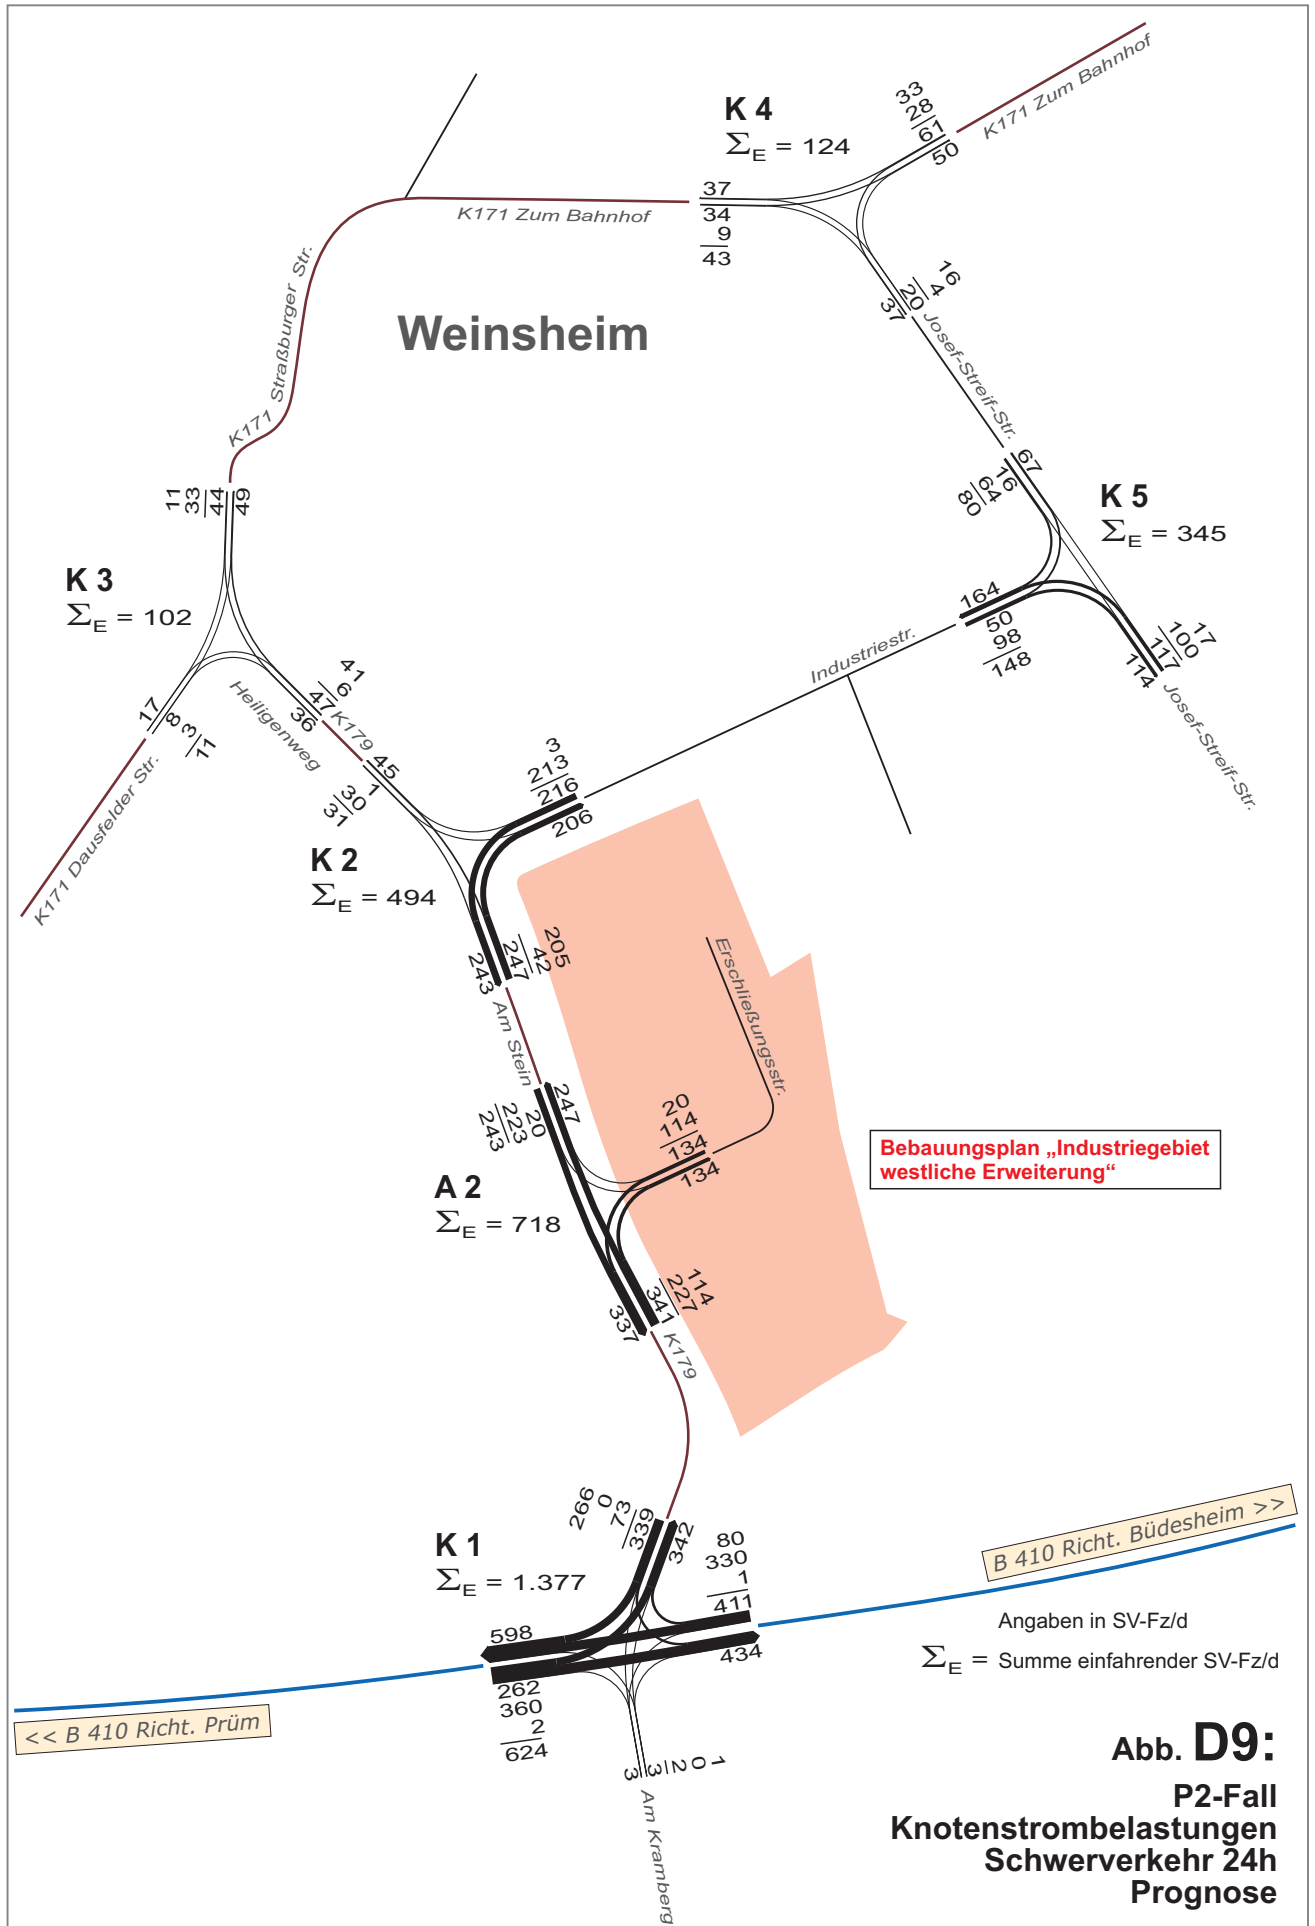 K171 Zum Bahnhof
33
28
61
50
K 4
ΣE = 124
37
34
9
43
K171 Zum Bahnhof
16
4
20
37
Josef-Streif-Str.
K171 Straßburger Str.
Weinsheim
67
16
64
80
K 5
ΣE = 345
11
33
44
49
K 3
ΣE = 102
164
50
98
148
17
100
117
114
Josef-Streif-Str.
Industriestr.
17
8
3
11
Heiligenweg
41
6
47
36
K179
K171 Dausfelder Str.
45
1
30
31
3
213
216
206
K 2
ΣE = 494
205
42
247
243
Am Stein
Erschließungsstr.
247
20
223
243
20
114
134
134
Bebauungsplan „Industriegebiet
westliche Erweiterung“
A 2
ΣE = 718
114
227
341
337
K179
266
0
73
339
342
80
330
1
411
434
K 1
ΣE = 1.377
598
262
360
2
624
B 410 Richt. Büdesheim >>
<< B 410 Richt. Prüm
1
0
2
3
3
Am Kramberg
Angaben in SV-Fz/d
ΣE = Summe einfahrender SV-Fz/d
Abb. D9:
P2-Fall
Knotenstrombelastungen
Schwerverkehr 24h
Prognose